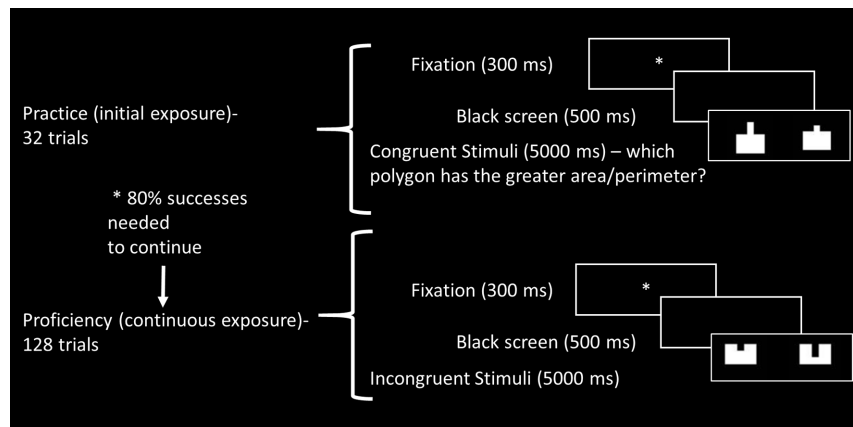 Practice (initial exposure)-
32 trials
* 80% successes
needed
to continue
Proficiency (continuous exposure)-
128 trials
Fixation (300 ms)
*
Black screen (500 ms)
Congruent Stimuli (5000 ms) – which
polygon has the greater area/perimeter?
Fixation (300 ms)
*
Black screen (500 ms)
Incongruent Stimuli (5000 ms)